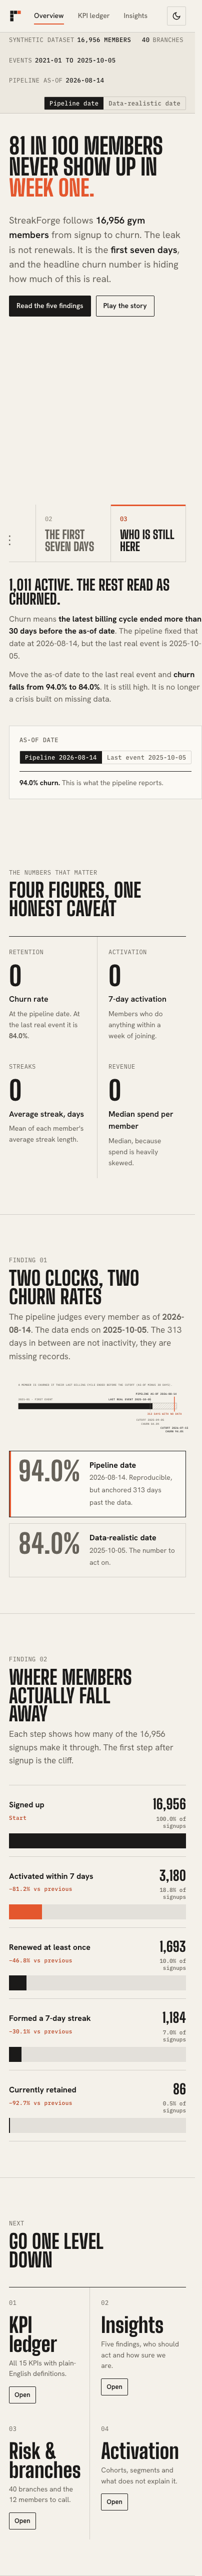 Overview KPI ledger Insights
SYNTHETIC DATASET 16,956 MEMBERS 40 BRANCHES
EVENTS 2021-01 TO 2025-10-05
PIPELINE AS-OF 2026-08-14
Pipeline date Data-realistic date
81 IN 100 MEMBERS
NEVER SHOW UP IN
WEEK ONE.
StreakForge follows 16,956 gym
members from signup to churn. The leak
is not renewals. It is the first seven days,
and the headline churn number is hiding
how much of this is real.
Read the five findings Play the story
02
THE FIRST
SEVEN DAYS
03
WHO IS STILL
HERE
1,011 ACTIVE. THE REST READ AS
CHURNED.
Churn means the latest billing cycle ended more than
30 days before the as-of date. The pipeline fixed that
date at 2026-08-14, but the last real event is 2025-10-
05.
Move the as-of date to the last real event and churn
falls from 94.0% to 84.0%. It is still high. It is no longer
a crisis built on missing data.
AS-OF DATE
Pipeline 2026-08-14 Last event 2025-10-05
94.0% churn. This is what the pipeline reports.
THE NUMBERS THAT MATTER
FOUR FIGURES, ONE
HONEST CAVEAT
RETENTION
0
Churn rate
At the pipeline date. At
the last real event it is
84.0%.
ACTIVATION
0
7-day activation
Members who do
anything within a
week of joining.
STREAKS
0
Average streak, days
Mean of each member's
average streak length.
REVENUE
0
Median spend per
member
Median, because
spend is heavily
skewed.
FINDING 01
TWO CLOCKS, TWO
CHURN RATES
The pipeline judges every member as of 2026-
08-14. The data ends on 2025-10-05. The 313
days in between are not inactivity, they are
missing records.
94.0%
Pipeline date
2026-08-14. Reproducible,
but anchored 313 days
past the data.
84.0%
Data-realistic date
2025-10-05. The number to
act on.
FINDING 02
WHERE MEMBERS
ACTUALLY FALL
AWAY
Each step shows how many of the 16,956
signups make it through. The first step after
signup is the cliff.
Signed up 16,956
Start 100.0% of
signups
Activated within 7 days 3,180
−81.2% vs previous 18.8% of
signups
Renewed at least once 1,693
−46.8% vs previous 10.0% of
signups
Formed a 7-day streak 1,184
−30.1% vs previous 7.0% of
signups
Currently retained 86
−92.7% vs previous 0.5% of
signups
NEXT
GO ONE LEVEL
DOWN
01
KPI
ledger
All 15 KPIs with plain-
English definitions.
Open
02
Insights
Five findings, who should
act and how sure we
are.
Open
03
Risk &
branches
40 branches and the
12 members to call.
Open
04
Activation
Cohorts, segments and
what does not explain it.
Open